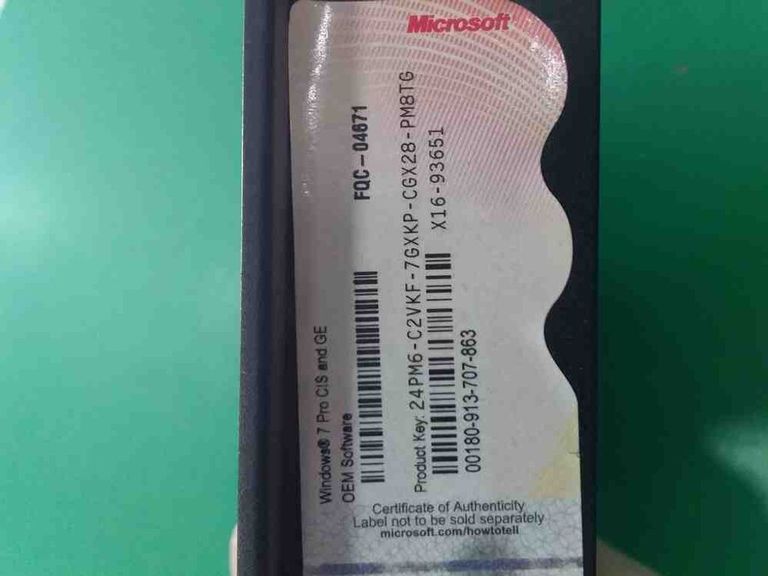 Microsoft
Windows® 7 Pro CIS and GE
OEM Software
FQC-04671
Product Key: 24PM6-C2VKF-7GXKP-CGX28-PM8TG
X16-93651
00180-913-707-863
Certificate of Authenticity
Label not to be sold separately
microsoft.com/howtotell